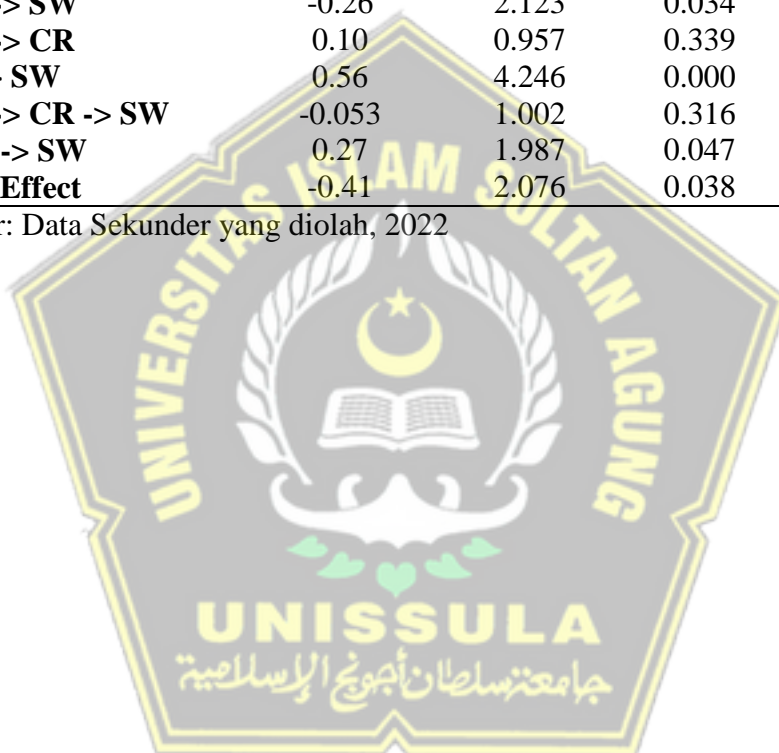 -> SW -0.26 2.123 0.034
-> CR 0.10 0.957 0.339
SW 0.56 4.246 0.000
-> CR -> SW -0.053 1.002 0.316
-> SW 0.27 1.987 0.047
Effect -0.41 2.076 0.038
: Data Sekunder yang diolah, 2022
UNIVERSITAS ISLAM SULTAN AGUNG
UNISSULA
جامعنسلطان أجونج الإسلامية